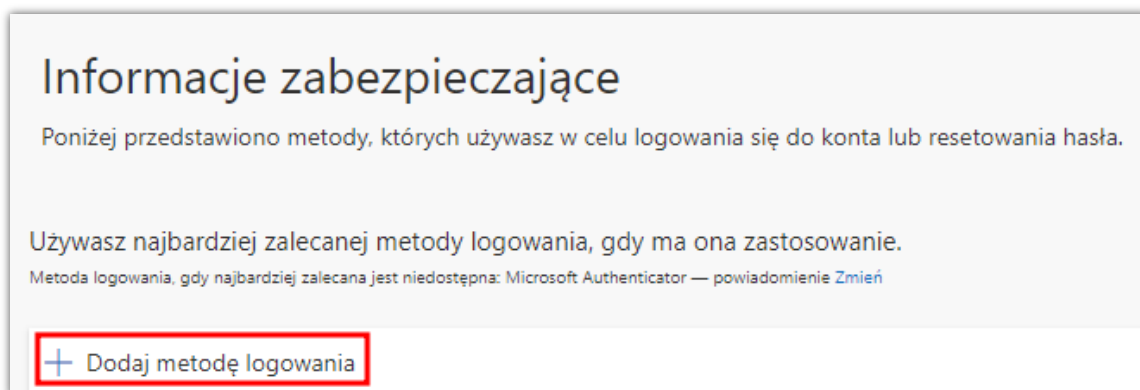 Informacje zabezpieczające
Poniżej przedstawiono metody, których używasz w celu logowania się do konta lub resetowania hasła.
Używasz najbardziej zalecanej metody logowania, gdy ma ona zastosowanie.
Metoda logowania, gdy najbardziej zalecana jest niedostępna: Microsoft Authenticator — powiadomienie Zmień
+ Dodaj metodę logowania